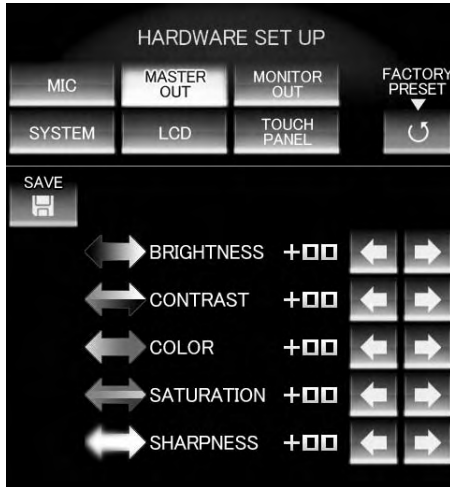 HARDWARE SET UP
MIC
MASTER
OUT
MONITOR
OUT
FACTORY
PRESET
SYSTEM
LCD
TOUCH
PANEL
SAVE
BRIGHTNESS +00
CONTRAST +00
COLOR +00
SATURATION +00
SHARPNESS +00